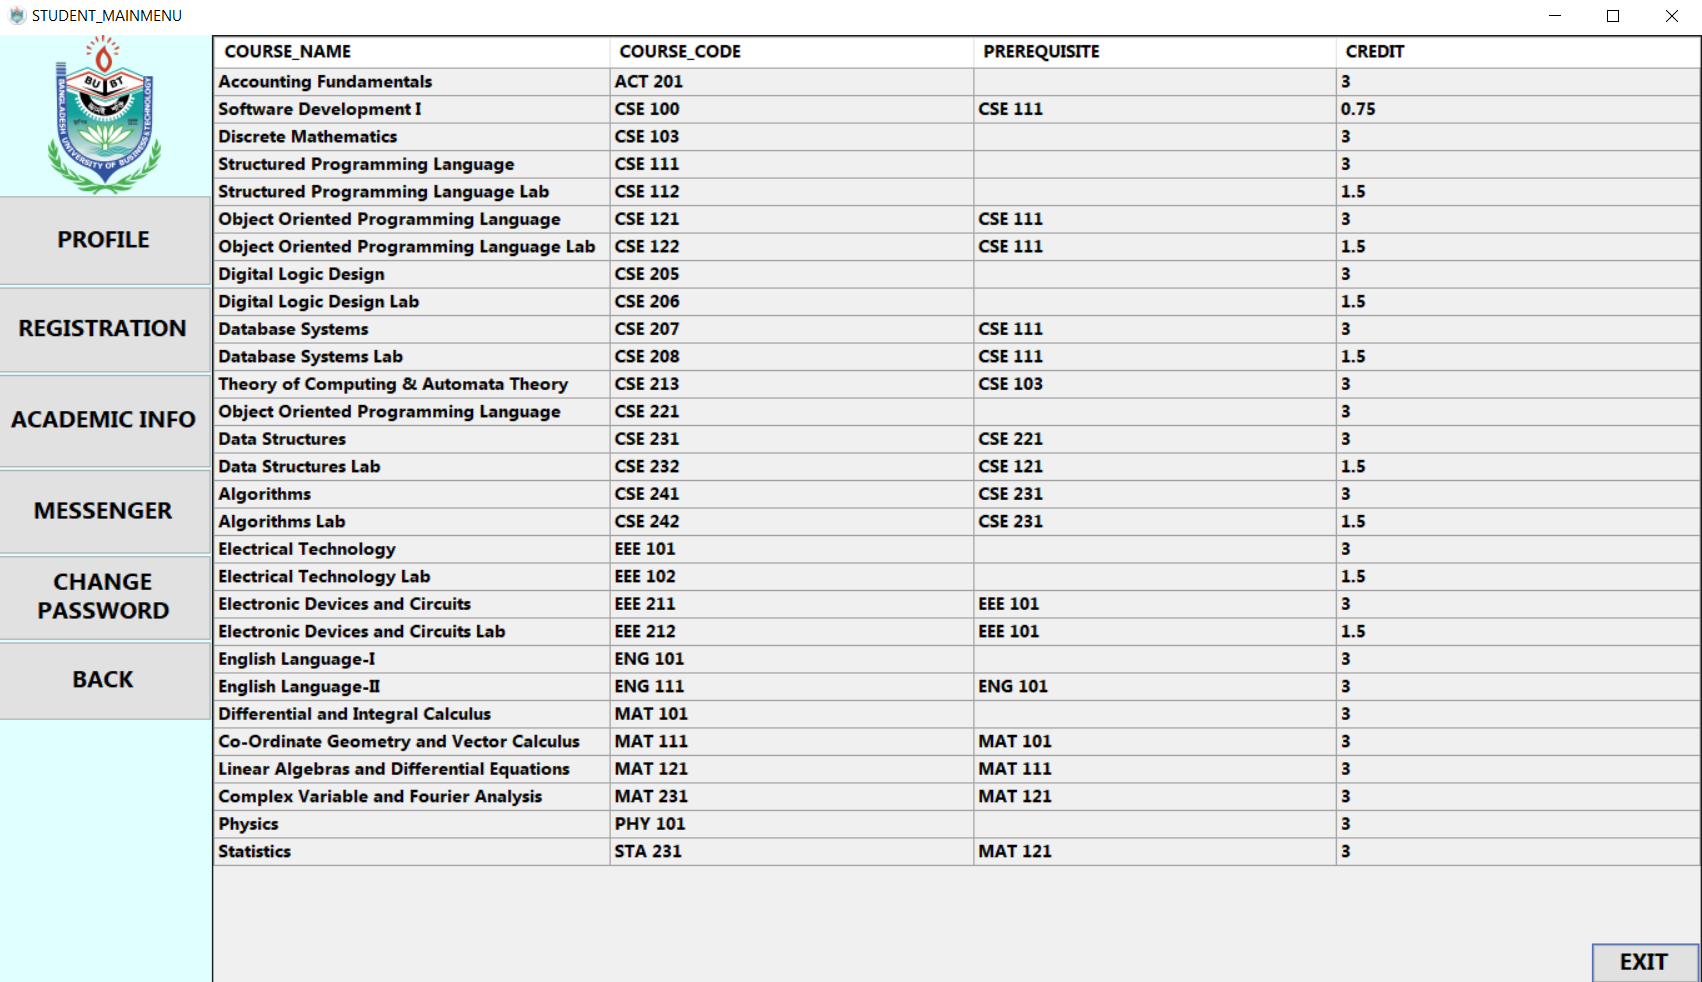 STUDENT_MAINMENU
BUBT
BANGLADESH UNIVERSITY OF BUSINESS & TECHNOLOGY
PROFILE
REGISTRATION
ACADEMIC INFO
MESSENGER
CHANGE
PASSWORD
BACK
COURSE_NAME COURSE_CODE PREREQUISITE CREDIT
Accounting Fundamentals ACT 201 3
Software Development I CSE 100 CSE 111 0.75
Discrete Mathematics CSE 103 3
Structured Programming Language CSE 111 3
Structured Programming Language Lab CSE 112 1.5
Object Oriented Programming Language CSE 121 CSE 111 3
Object Oriented Programming Language Lab CSE 122 CSE 111 1.5
Digital Logic Design CSE 205 3
Digital Logic Design Lab CSE 206 1.5
Database Systems CSE 207 CSE 111 3
Database Systems Lab CSE 208 CSE 111 1.5
Theory of Computing & Automata Theory CSE 213 CSE 103 3
Object Oriented Programming Language CSE 221 3
Data Structures CSE 231 CSE 221 3
Data Structures Lab CSE 232 CSE 121 1.5
Algorithms CSE 241 CSE 231 3
Algorithms Lab CSE 242 CSE 231 1.5
Electrical Technology EEE 101 3
Electrical Technology Lab EEE 102 1.5
Electronic Devices and Circuits EEE 211 EEE 101 3
Electronic Devices and Circuits Lab EEE 212 EEE 101 1.5
English Language-I ENG 101 3
English Language-II ENG 111 ENG 101 3
Differential and Integral Calculus MAT 101 3
Co-Ordinate Geometry and Vector Calculus MAT 111 MAT 101 3
Linear Algebras and Differential Equations MAT 121 MAT 111 3
Complex Variable and Fourier Analysis MAT 231 MAT 121 3
Physics PHY 101 3
Statistics STA 231 MAT 121 3
EXIT